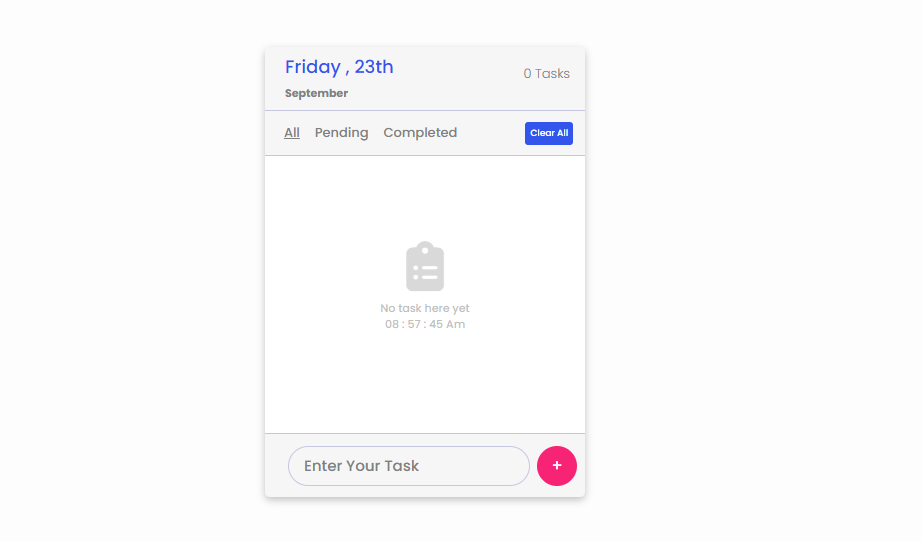 Friday , 23th
0 Tasks
September
All Pending Completed Clear All
No task here yet
08 : 57 : 45 Am
Enter Your Task +